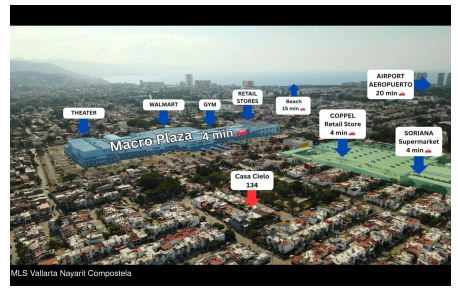 THEATER
WALMART
GYM
RETAIL
STORES
Beach
15 min
AIRPORT
AEROPUERTO
20 min
COPPEL
Retail Store
4 min
SORIANA
Supermarket
4 min
Macro Plaza 4 min
Casa Cielo
134
MLS Vallarta Nayarit Compostela